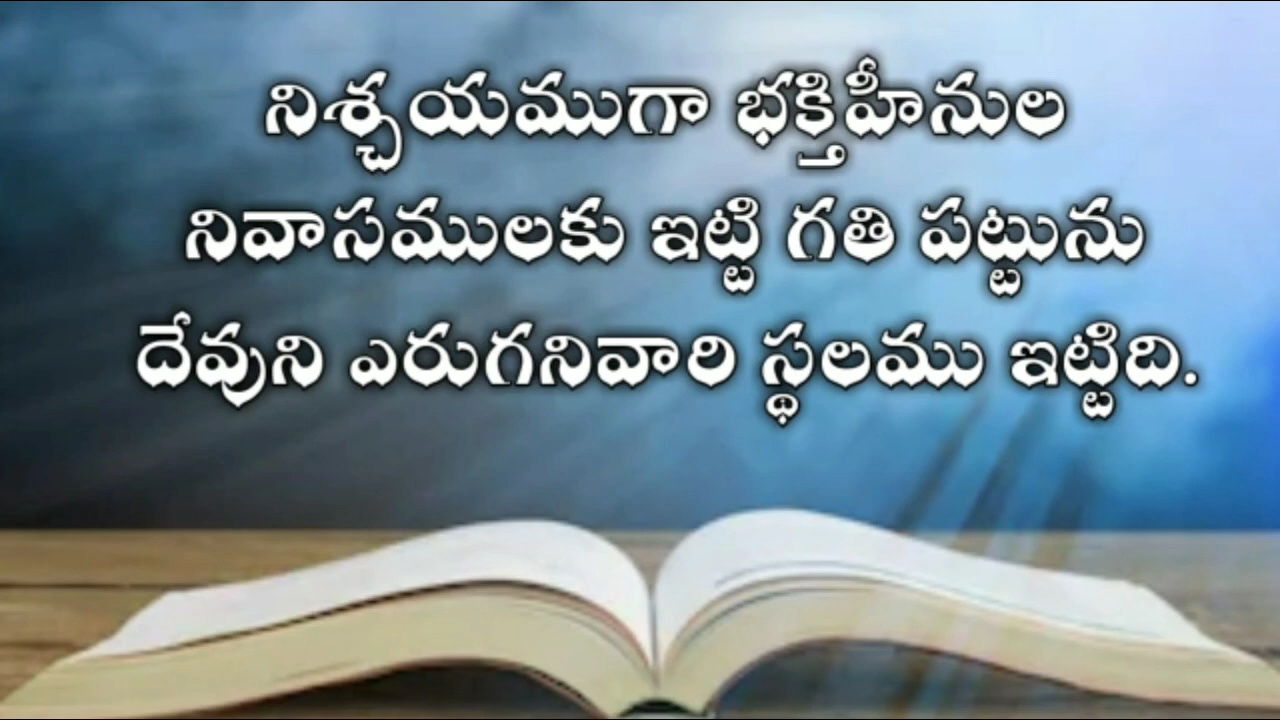 నిశ్చయముగా భక్తిహీనుల
నివాసములకు ఇట్టి గతి పట్టును
దేవుని ఎరుగనివారి స్థలము ఇట్టిది.